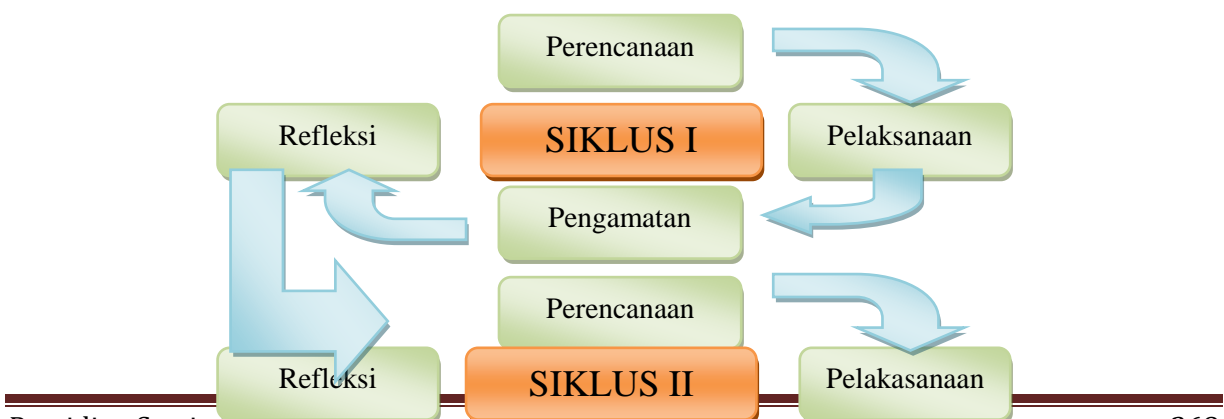 Perencanaan
Refleksi
SIKLUS I
Pelaksanaan
Pengamatan
Perencanaan
Refleksi
SIKLUS II
Pelakasanaan